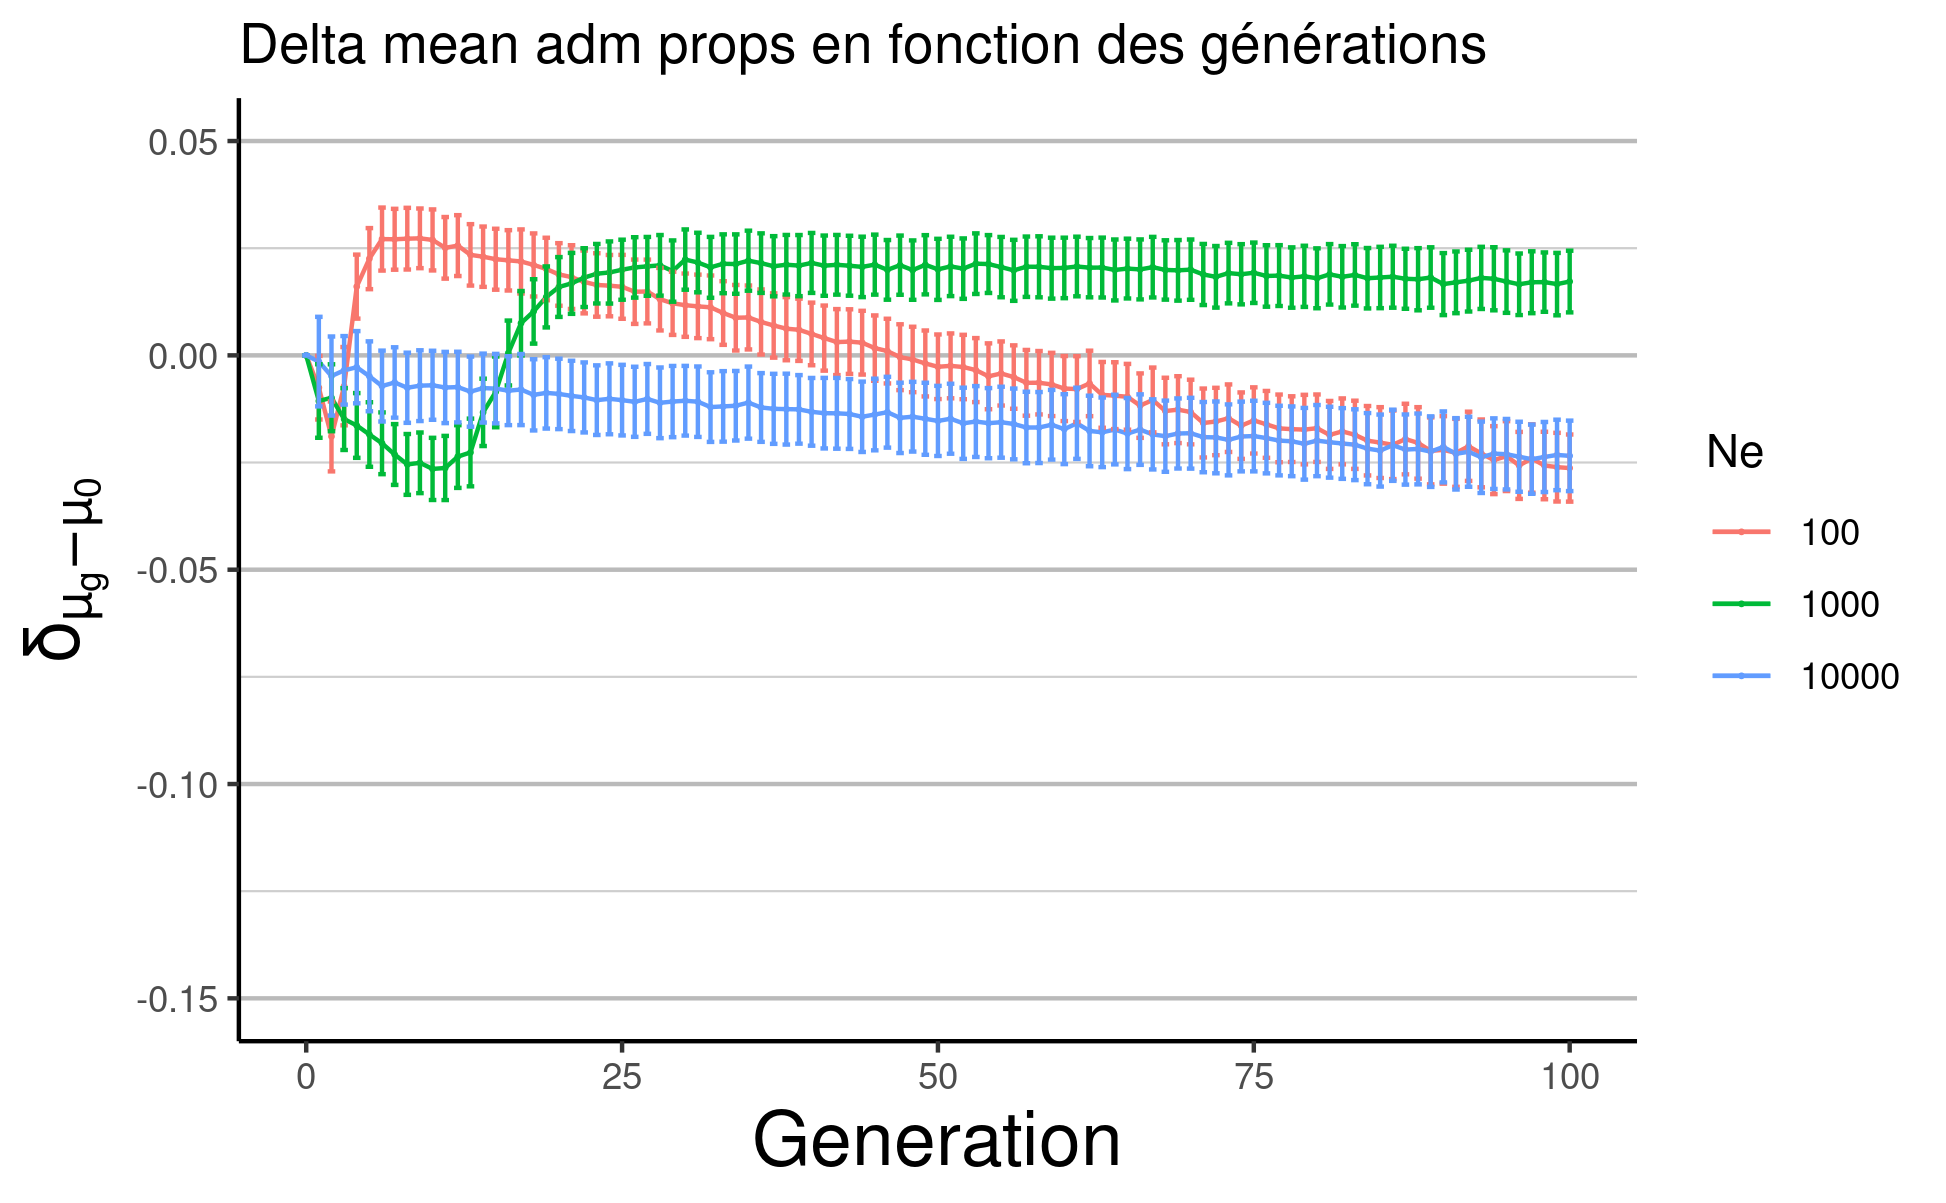 Delta mean adm props en fonction des générations
0.05
0.00
-0.05
-0.10
-0.15
δμg−μ0
0 25 50 75 100
Generation
Ne
100
1000
10000